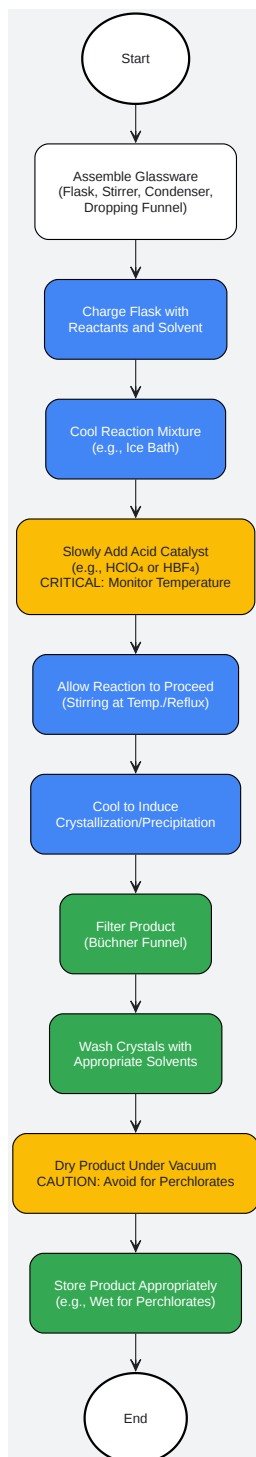 Start
Assemble Glassware
(Flask, Stirrer, Condenser,
Dropping Funnel)
Charge Flask with
Reactants and Solvent
Cool Reaction Mixture
(e.g., Ice Bath)
Slowly Add Acid Catalyst
(e.g., HClO₄ or HBF₄)
CRITICAL: Monitor Temperature
Allow Reaction to Proceed
(Stirring at Temp./Reflux)
Cool to Induce
Crystallization/Precipitation
Filter Product
(Büchner Funnel)
Wash Crystals with
Appropriate Solvents
Dry Product Under Vacuum
CAUTION: Avoid for Perchlorates
Store Product Appropriately
(e.g., Wet for Perchlorates)
End